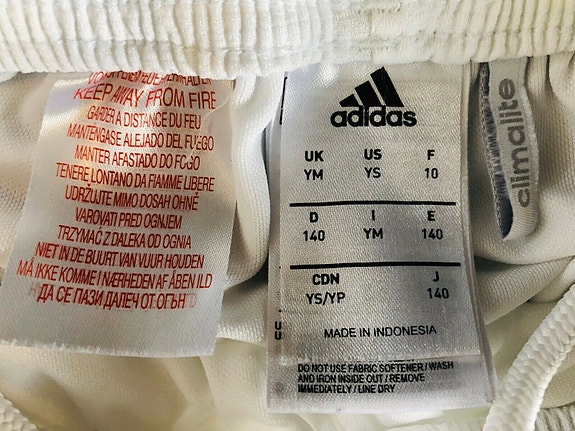 KEEP AWAY FROM FIRE
GARDER A DISTANCE DU FEU
MANTENGASE ALEJADO DEL FUEGO
MANTER AFASTADO DO FOGO
TENERE LONTANO DA FIAMME LIBERE
UDRŽUJTE MIMO DOSAH OHNĚ
VAROVATI PRED OGNJEM
TRZYMAĆ Z DALEKA OD OGNIA
NIET IN DE BUURT VAN VUUR HOUDEN
MÅ IKKE KOMME I NÆRHEDEN AF ÅBEN ILD
ДА СЕ ПАЗИ ДАЛЕЧ ОТ ОГЪН
adidas
UK US F
YM YS 10
D I E
140 YM 140
CDN J
YS/YP 140
MADE IN INDONESIA
DO NOT USE FABRIC SOFTENER / WASH
AND IRON INSIDE OUT / REMOVE
IMMEDIATELY / LINE DRY
climalite